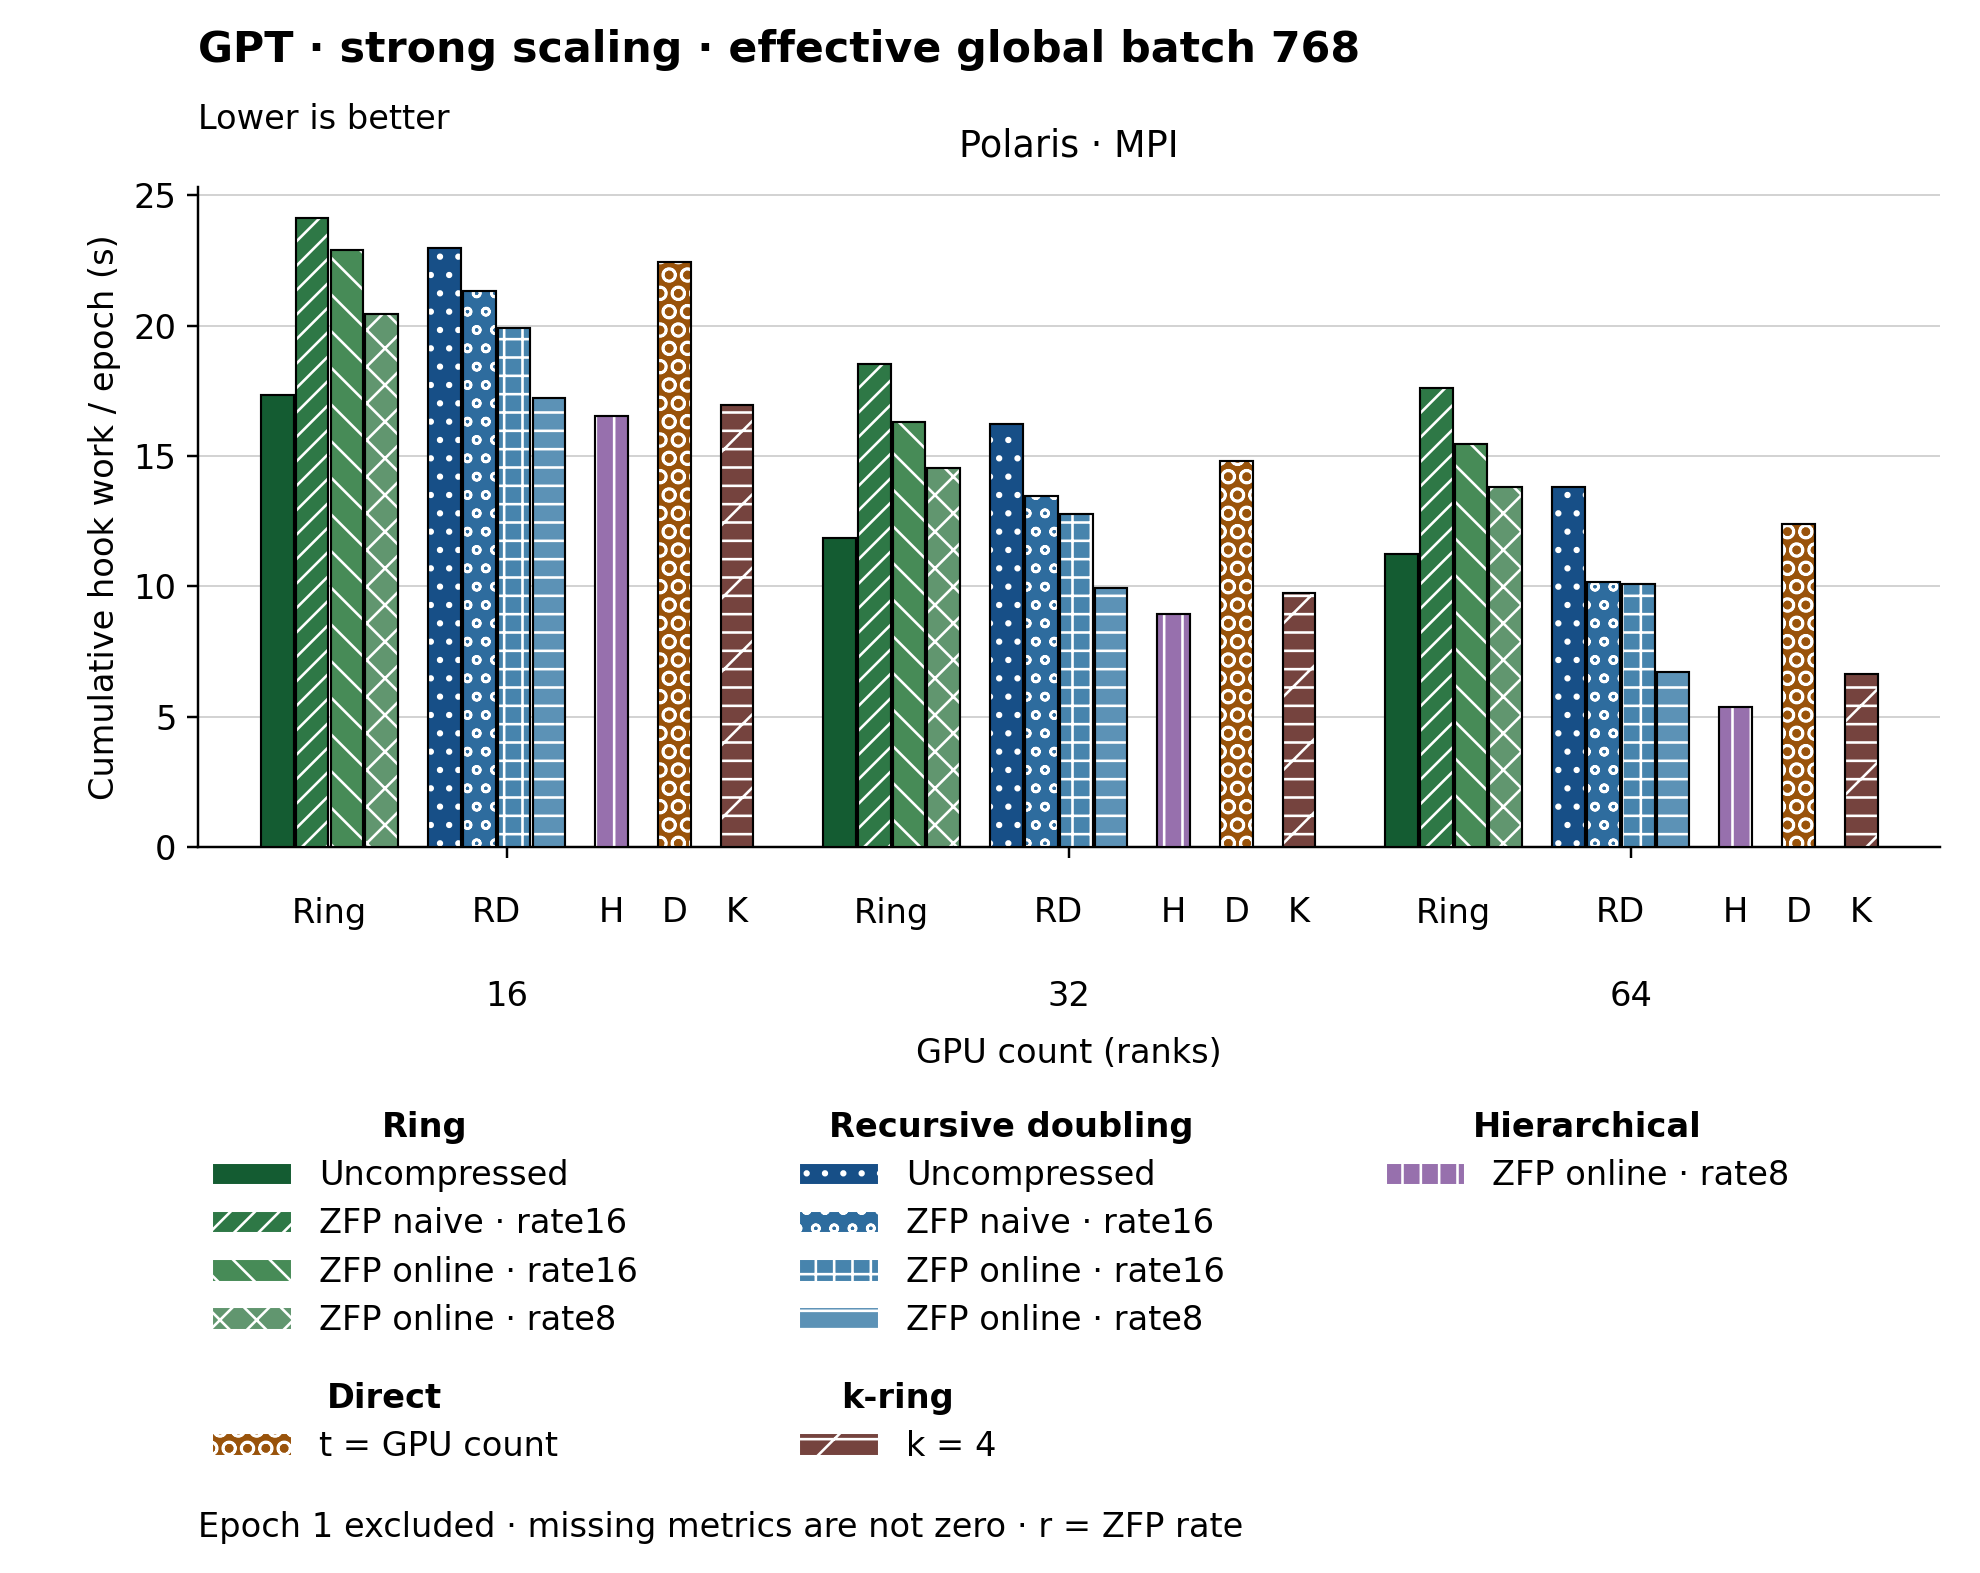 GPT · strong scaling · effective global batch 768
Lower is better
Polaris · MPI
Cumulative hook work / epoch (s)
25
20
15
10
5
0
Ring RD H D K Ring RD H D K Ring RD H D K
16 32 64
GPU count (ranks)
Ring
Uncompressed
ZFP naive · rate16
ZFP online · rate16
ZFP online · rate8
Recursive doubling
Uncompressed
ZFP naive · rate16
ZFP online · rate16
ZFP online · rate8
Hierarchical
ZFP online · rate8
Direct
t = GPU count
k-ring
k = 4
Epoch 1 excluded · missing metrics are not zero · r = ZFP rate